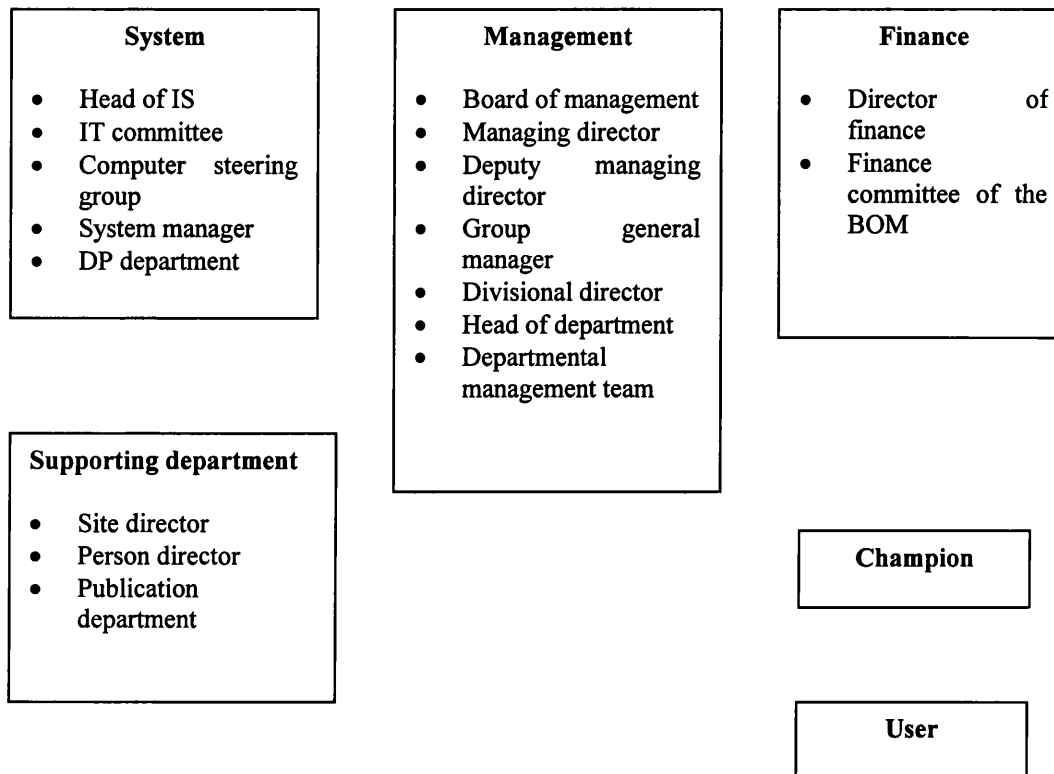 System
• Head of IS
• IT committee
• Computer steering
group
• System manager
• DP department
Management
• Board of management
• Managing director
• Deputy managing
director
• Group general
manager
• Divisional director
• Head of department
• Departmental
management team
Finance
• Director of
finance
• Finance
committee of the
BOM
Supporting department
• Site director
• Person director
• Publication
department
Champion
User